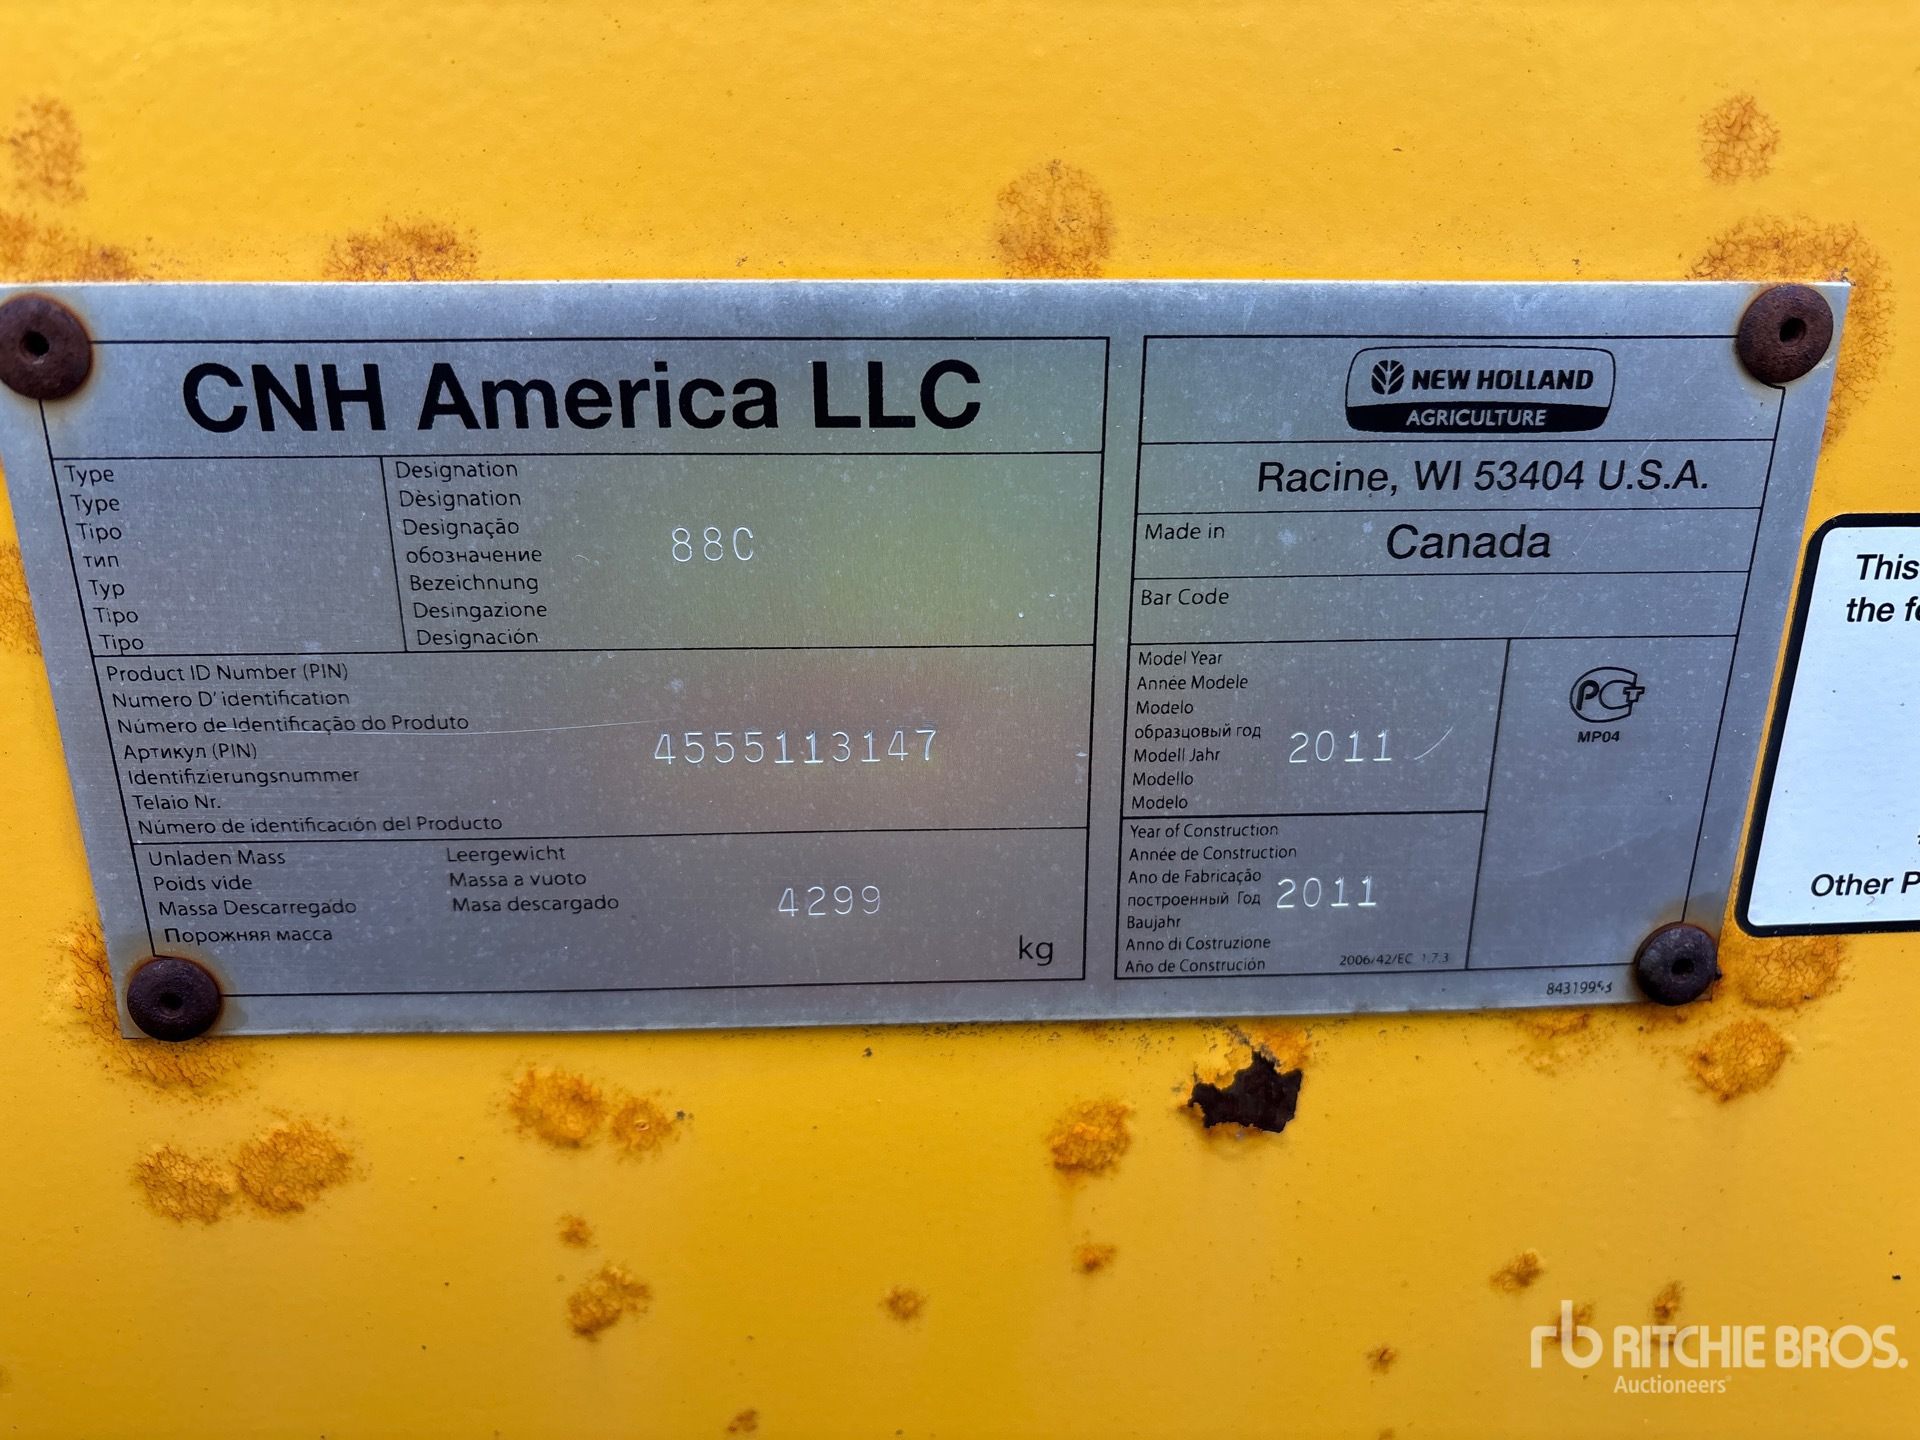 CNH America LLC
Type
Type
Tipo
тип
Typ
Tipo
Tipo
Designation
Dèsignation
Designação
обозначение
Bezeichnung
Desingazione
Designación
88C
Product ID Number (PIN)
Numero D' identification
Número de Identificação do Produto
Артикул (PIN)
Identifizierungsnummer
Telaio Nr.
Número de identificación del Producto
4555113147
Unladen Mass
Poids vide
Massa Descarregado
Порожняя масса
Leergewicht
Massa a vuoto
Masa descargado
4299
kg
NEW HOLLAND
AGRICULTURE
Racine, WI 53404 U.S.A.
Made in Canada
Bar Code
Model Year
Année Modele
Modelo
образцовый год
Modell Jahr
Modello
Modelo
2011
РСТ
MP04
Year of Construction
Année de Construction
Ano de Fabricação
построенный Год
Baujahr
Anno di Costruzione
Año de Construción
2011
2006/42/EC 1.7.3
84319953
This
the
Other P
rb RITCHIE BROS.
Auctioneers